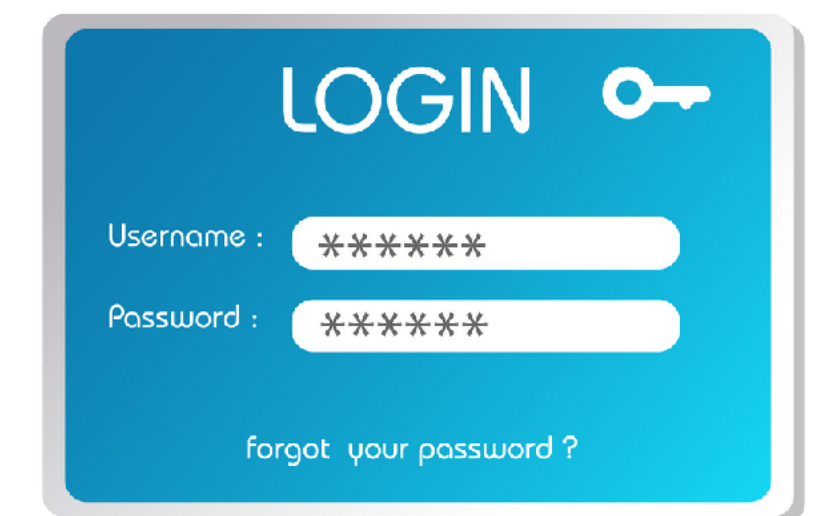 LOGIN
Username : ******
Password : ******
forgot your password ?